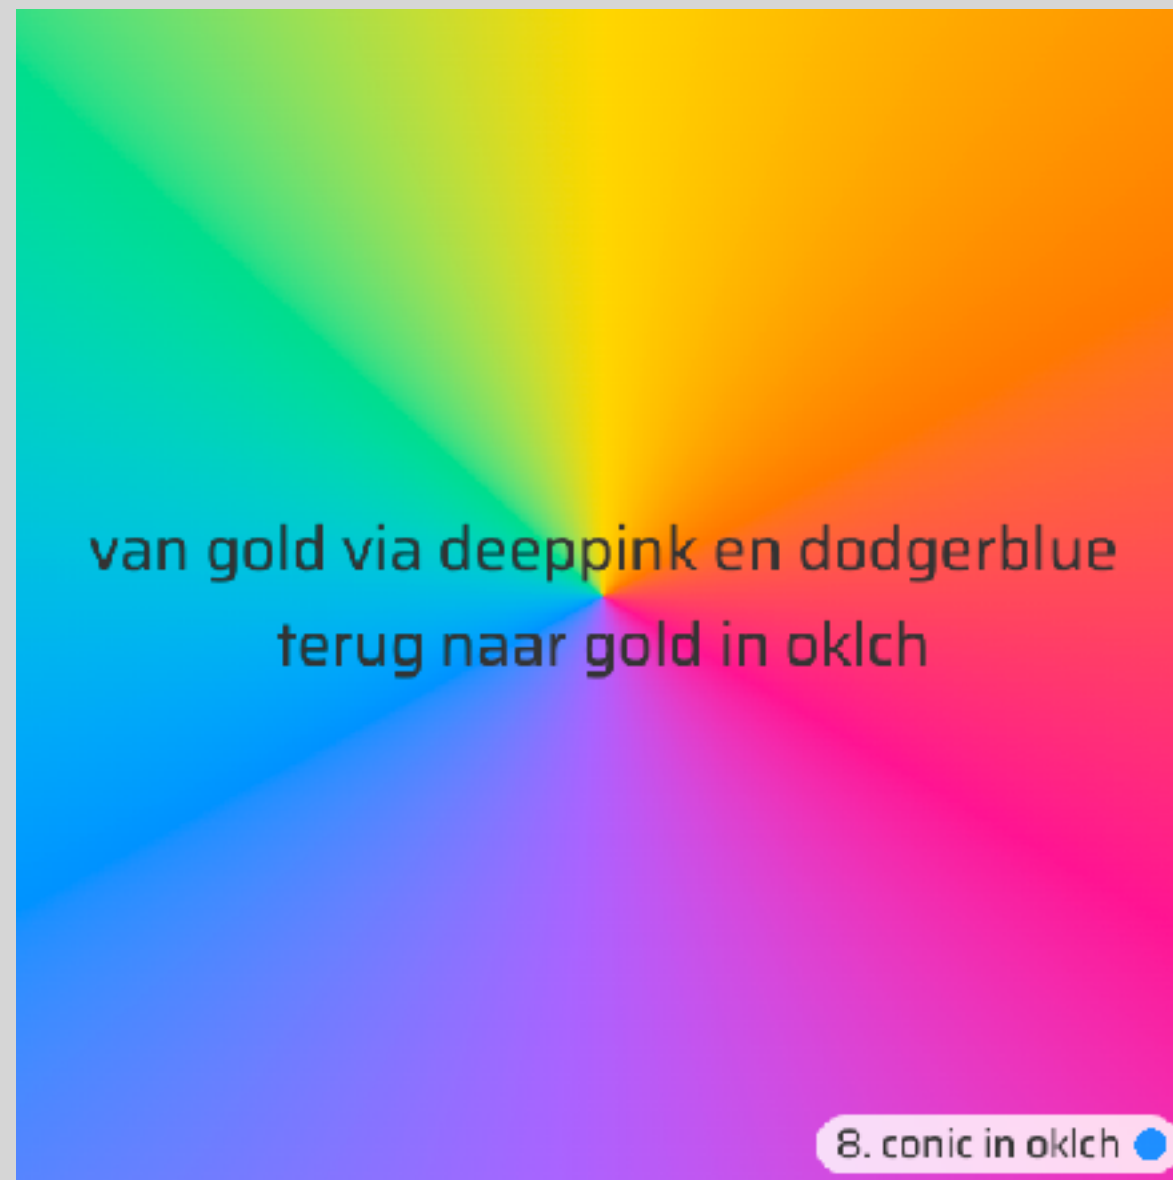 van gold via deeppink en dodgerblue
terug naar gold in oklch
8. conic in oklch